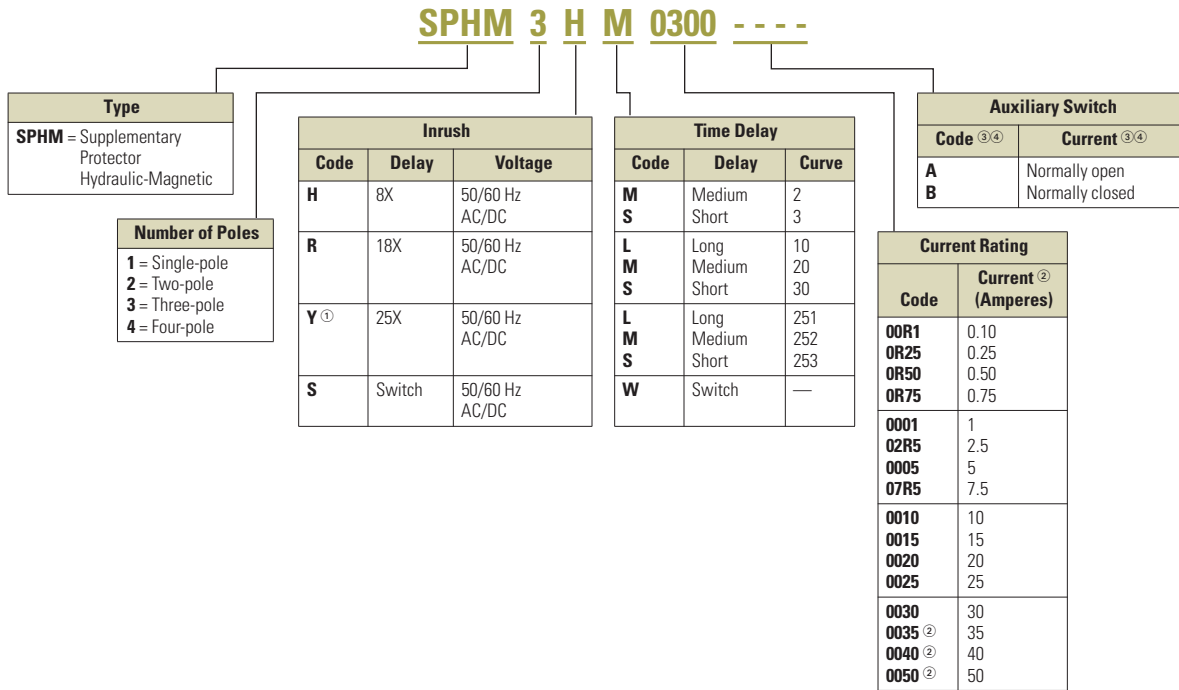 SPHM 3 H M 0300 - - - -
Type
SPHM = Supplementary
Protector
Hydraulic-Magnetic
Number of Poles
1 = Single-pole
2 = Two-pole
3 = Three-pole
4 = Four-pole
Inrush
Code Delay Voltage
H 8X 50/60 Hz
AC/DC
R 18X 50/60 Hz
AC/DC
Y ① 25X 50/60 Hz
AC/DC
S Switch 50/60 Hz
AC/DC
Time Delay
Code Delay Curve
M Medium 2
S Short 3
L Long 10
M Medium 20
S Short 30
L Long 251
M Medium 252
S Short 253
W Switch —
Auxiliary Switch
Code ③④ Current ③④
A Normally open
B Normally closed
Current Rating
Code Current ②
(Amperes)
00R1 0.10
0R25 0.25
0R50 0.50
0R75 0.75
0001 1
02R5 2.5
0005 5
07R5 7.5
0010 10
0015 15
0020 20
0025 25
0030 30
0035 ② 35
0040 ② 40
0050 ② 50